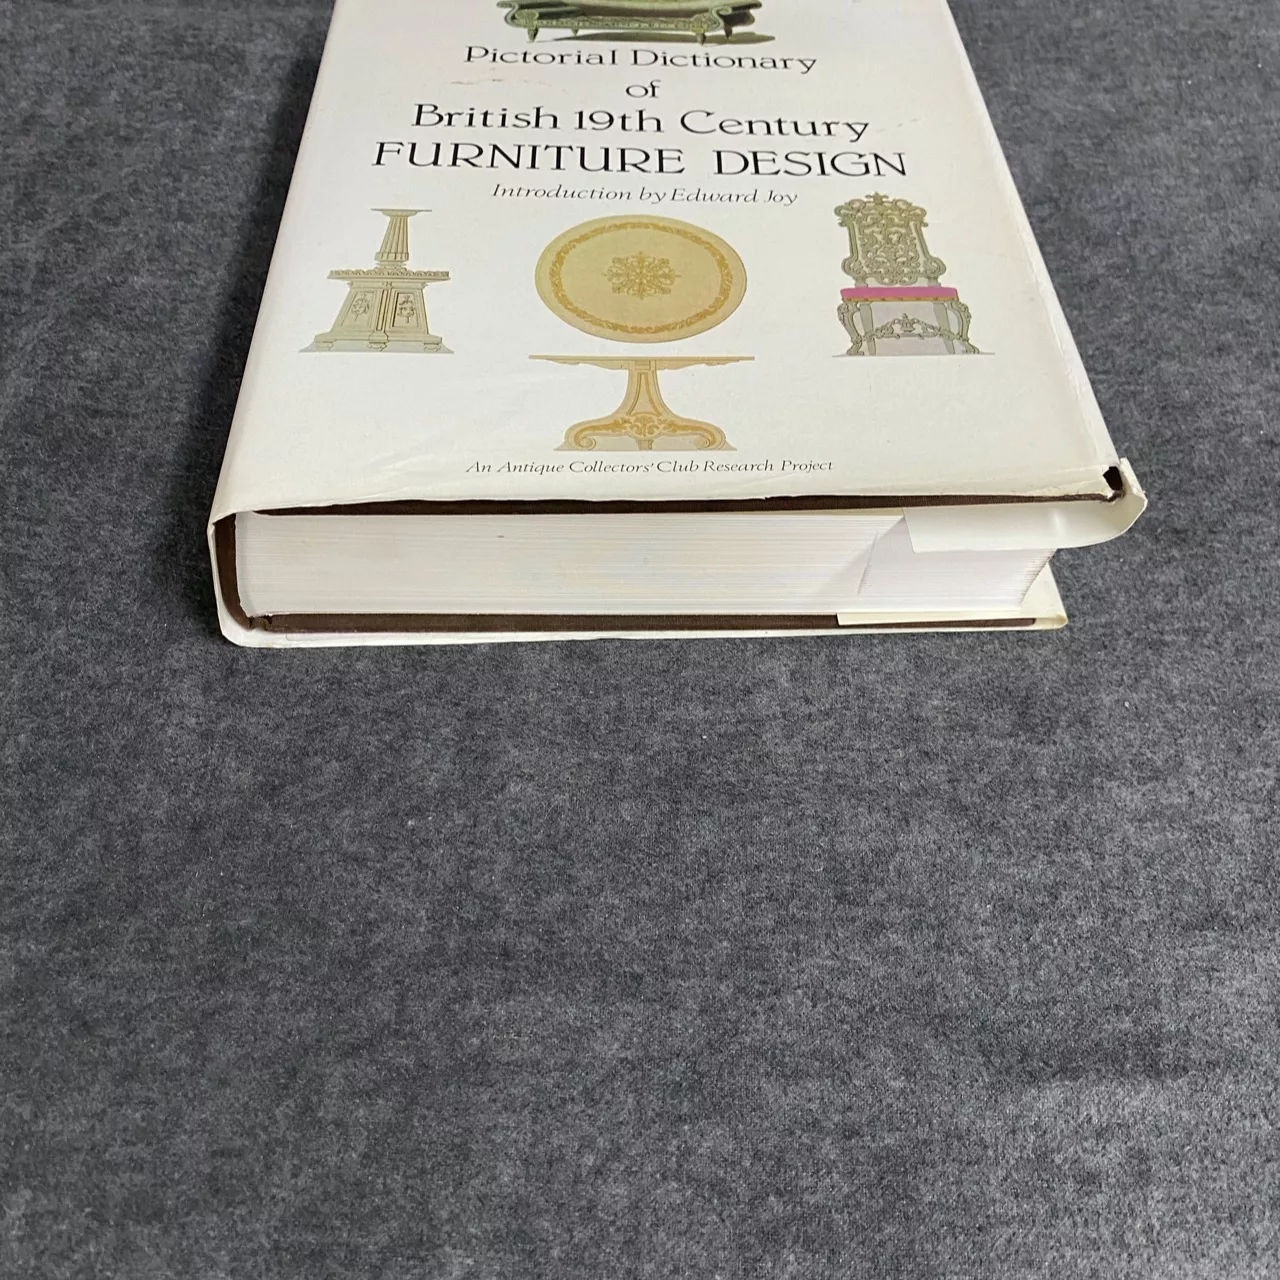 Pictorial Dictionary
of
British 19th Century
FURNITURE DESIGN
Introduction by Edward Joy
An Antique Collectors' Club Research Project